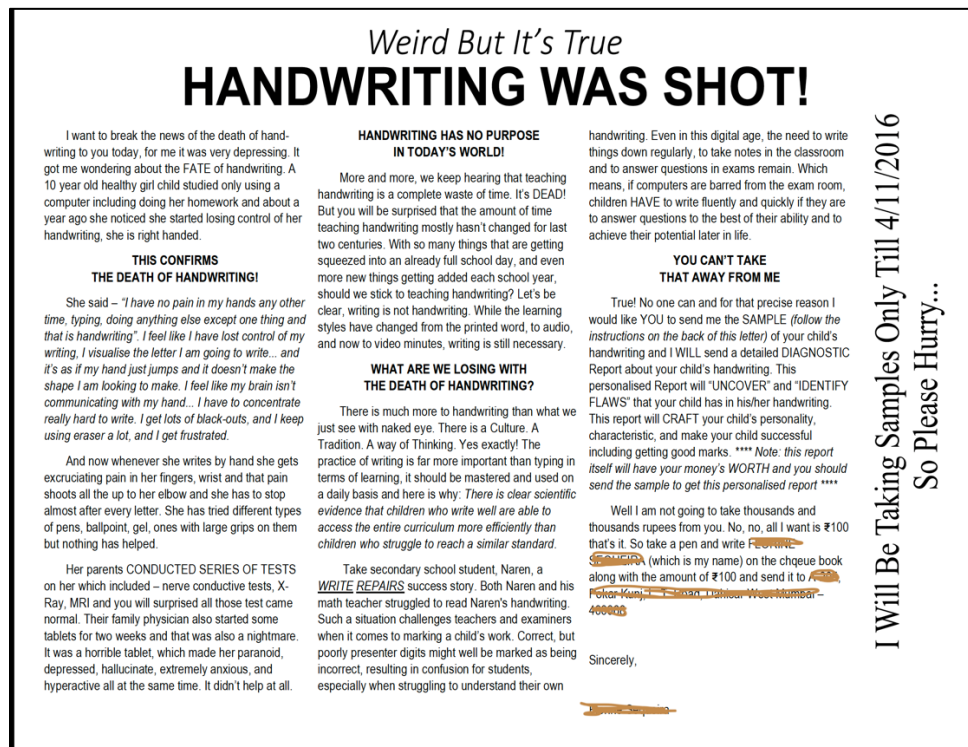 Weird But It's True
HANDWRITING WAS SHOT!
I want to break the news of the death of hand-
writing to you today, for me it was very depressing. It
got me wondering about the FATE of handwriting. A
10 year old healthy girl child studied only using a
computer including doing her homework and about a
year ago she noticed she started losing control of her
handwriting, she is right handed.
THIS CONFIRMS
THE DEATH OF HANDWRITING!
She said – "I have no pain in my hands any other
time, typing, doing anything else except one thing and
that is handwriting". I feel like I have lost control of my
writing, I visualise the letter I am going to write... and
it's as if my hand just jumps and it doesn't make the
shape I am looking to make. I feel like my brain isn't
communicating with my hand... I have to concentrate
really hard to write. I get lots of black-outs, and I keep
using eraser a lot, and I get frustrated.
And now whenever she writes by hand she gets
excruciating pain in her fingers, wrist and that pain
shoots all the up to her elbow and she has to stop
almost after every letter. She has tried different types
of pens, ballpoint, gel, ones with large grips on them
but nothing has helped.
Her parents CONDUCTED SERIES OF TESTS
on her which included – nerve conductive tests, X-
Ray, MRI and you will surprised all those test came
normal. Their family physician also started some
tablets for two weeks and that was also a nightmare.
It was a horrible tablet, which made her paranoid,
depressed, hallucinate, extremely anxious, and
hyperactive all at the same time. It didn't help at all.
HANDWRITING HAS NO PURPOSE
IN TODAY'S WORLD!
More and more, we keep hearing that teaching
handwriting is a complete waste of time. It's DEAD!
But you will be surprised that the amount of time
teaching handwriting mostly hasn't changed for last
two centuries. With so many things that are getting
squeezed into an already full school day, and even
more new things getting added each school year,
should we stick to teaching handwriting? Let's be
clear, writing is not handwriting. While the learning
styles have changed from the printed word, to audio,
and now to video minutes, writing is still necessary.
WHAT ARE WE LOSING WITH
THE DEATH OF HANDWRITING?
There is much more to handwriting than what we
just see with naked eye. There is a Culture. A
Tradition. A way of Thinking. Yes exactly! The
practice of writing is far more important than typing in
terms of learning, it should be mastered and used on
a daily basis and here is why: There is clear scientific
evidence that children who write well are able to
access the entire curriculum more efficiently than
children who struggle to reach a similar standard.
Take secondary school student, Naren, a
WRITE REPAIRS success story. Both Naren and his
math teacher struggled to read Naren's handwriting.
Such a situation challenges teachers and examiners
when it comes to marking a child's work. Correct, but
poorly presenter digits might well be marked as being
incorrect, resulting in confusion for students,
especially when struggling to understand their own
handwriting. Even in this digital age, the need to write
things down regularly, to take notes in the classroom
and to answer questions in exams remain. Which
means, if computers are barred from the exam room,
children HAVE to write fluently and quickly if they are
to answer questions to the best of their ability and to
achieve their potential later in life.
YOU CAN'T TAKE
THAT AWAY FROM ME
True! No one can and for that precise reason I
would like YOU to send me the SAMPLE (follow the
instructions on the back of this letter) of your child's
handwriting and I WILL send a detailed DIAGNOSTIC
Report about your child's handwriting. This
personalised Report will "UNCOVER" and "IDENTIFY
FLAWS" that your child has in his/her handwriting.
This report will CRAFT your child's personality,
characteristic, and make your child successful
including getting good marks. **** Note: this report
itself will have your money's WORTH and you should
send the sample to get this personalised report ****
Well I am not going to take thousands and
thousands rupees from you. No, no, all I want is ₹100
that's it. So take a pen and write
(which is my name) on the chqeue book
along with the amount of ₹100 and send it to
Sincerely,
I Will Be Taking Samples Only Till 4/11/2016
So Please Hurry...